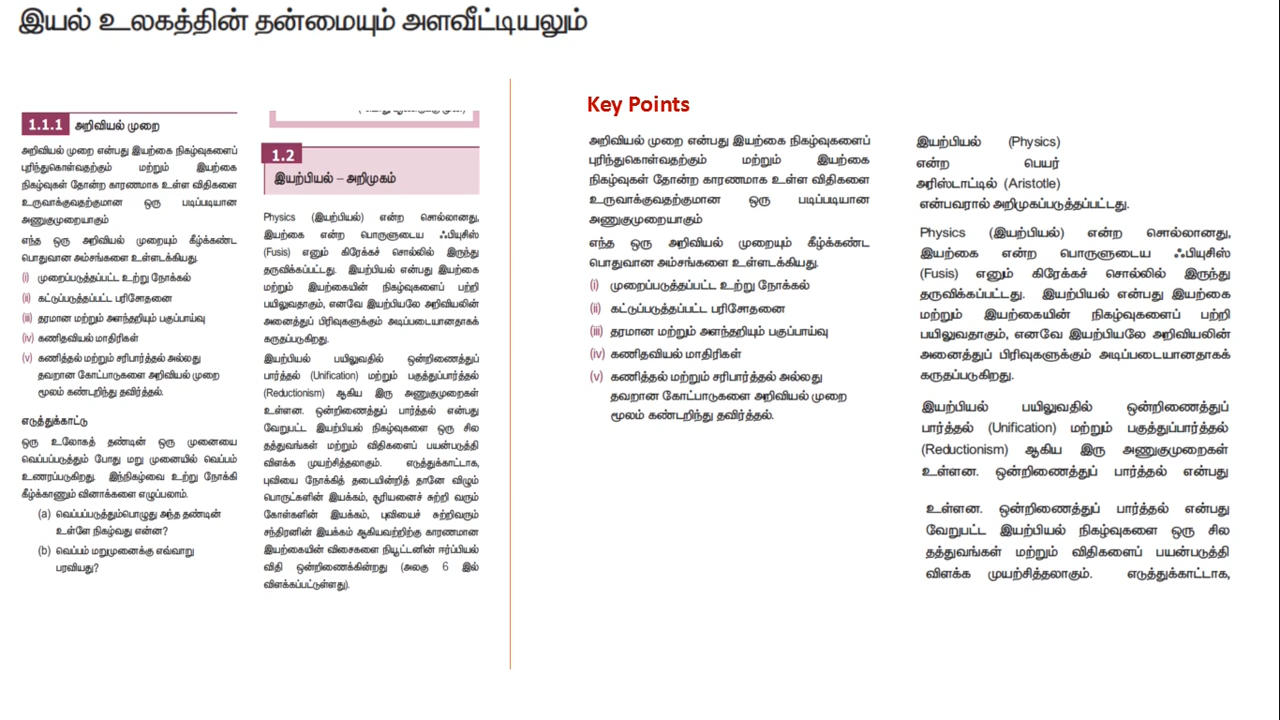 இயல் உலகத்தின் தன்மையும் அளவீட்டியலும்
1.1.1 அறிவியல் முறை
அறிவியல் முறை என்பது இயற்கை நிகழ்வுகளைப்
புரிந்துகொள்வதற்கும் மற்றும் இயற்கை
நிகழ்வுகள் தோன்ற காரணமாக உள்ள விதிகளை
உருவாக்குவதற்குமான ஒரு படிப்படியான
அணுகுமுறையாகும்
எந்த ஒரு அறிவியல் முறையும் கீழ்க்கண்ட
பொதுவான அம்சங்களை உள்ளடக்கியது.
(i) முறைப்படுத்தப்பட்ட உற்று நோக்கல்
(ii) கட்டுப்படுத்தப்பட்ட பரிசோதனை
(iii) தரமான மற்றும் அளந்தறியும் பகுப்பாய்வு
(iv) கணிதவியல் மாதிரிகள்
(v) கணித்தல் மற்றும் சரிபார்த்தல் அல்லது
தவறான கோட்பாடுகளை அறிவியல் முறை
மூலம் கண்டறிந்து தவிர்த்தல்.
எடுத்துக்காட்டு
ஒரு உலோகத் தண்டின் ஒரு முனையை
வெப்பப்படுத்தும் போது மறு முனையில் வெப்பம்
உணரப்படுகிறது. இந்நிகழ்வை உற்று நோக்கி
கீழ்க்காணும் வினாக்களை எழுப்பலாம்.
(a) வெப்பப்படுத்தும்பொழுது அந்த தண்டின்
உள்ளே நிகழ்வது என்ன?
(b) வெப்பம் மறுமுனைக்கு எவ்வாறு
பரவியது?
1.2
இயற்பியல் – அறிமுகம்
Physics (இயற்பியல்) என்ற சொல்லானது,
இயற்கை என்ற பொருளுடைய ஃபியுசிஸ்
(Fusis) எனும் கிரேக்கச் சொல்லில் இருந்து
தருவிக்கப்பட்டது. இயற்பியல் என்பது இயற்கை
மற்றும் இயற்கையின் நிகழ்வுகளைப் பற்றி
பயிலுவதாகும், எனவே இயற்பியலே அறிவியலின்
அனைத்துப் பிரிவுகளுக்கும் அடிப்படையானதாகக்
கருதப்படுகிறது.
இயற்பியல் பயிலுவதில் ஒன்றிணைத்துப்
பார்த்தல் (Unification) மற்றும் பகுத்துப்பார்த்தல்
(Reductionism) ஆகிய இரு அணுகுமுறைகள்
உள்ளன. ஒன்றிணைத்துப் பார்த்தல் என்பது
வேறுபட்ட இயற்பியல் நிகழ்வுகளை ஒரு சில
தத்துவங்கள் மற்றும் விதிகளைப் பயன்படுத்தி
விளக்க முயற்சித்தலாகும். எடுத்துக்காட்டாக,
புவியை நோக்கித் தடையின்றித் தானே விழும்
பொருட்களின் இயக்கம், சூரியனைச் சுற்றி வரும்
கோள்களின் இயக்கம், புவியைச் சுற்றிவரும்
சந்திரனின் இயக்கம் ஆகியவற்றிற்கு காரணமான
இயற்கையின் விசைகளை நியூட்டனின் ஈர்ப்பியல்
விதி ஒன்றிணைக்கின்றது (அலகு 6 இல்
விளக்கப்பட்டுள்ளது).
Key Points
அறிவியல் முறை என்பது இயற்கை நிகழ்வுகளைப்
புரிந்துகொள்வதற்கும் மற்றும் இயற்கை
நிகழ்வுகள் தோன்ற காரணமாக உள்ள விதிகளை
உருவாக்குவதற்குமான ஒரு படிப்படியான
அணுகுமுறையாகும்
எந்த ஒரு அறிவியல் முறையும் கீழ்க்கண்ட
பொதுவான அம்சங்களை உள்ளடக்கியது.
(i) முறைப்படுத்தப்பட்ட உற்று நோக்கல்
(ii) கட்டுப்படுத்தப்பட்ட பரிசோதனை
(iii) தரமான மற்றும் அளந்தறியும் பகுப்பாய்வு
(iv) கணிதவியல் மாதிரிகள்
(v) கணித்தல் மற்றும் சரிபார்த்தல் அல்லது
தவறான கோட்பாடுகளை அறிவியல் முறை
மூலம் கண்டறிந்து தவிர்த்தல்.
இயற்பியல் (Physics)
என்ற பெயர்
அரிஸ்டாட்டில் (Aristotle)
என்பவரால் அறிமுகப்படுத்தப்பட்டது.
Physics (இயற்பியல்) என்ற சொல்லானது,
இயற்கை என்ற பொருளுடைய ஃபியுசிஸ்
(Fusis) எனும் கிரேக்கச் சொல்லில் இருந்து
தருவிக்கப்பட்டது. இயற்பியல் என்பது இயற்கை
மற்றும் இயற்கையின் நிகழ்வுகளைப் பற்றி
பயிலுவதாகும், எனவே இயற்பியலே அறிவியலின்
அனைத்துப் பிரிவுகளுக்கும் அடிப்படையானதாகக்
கருதப்படுகிறது.
இயற்பியல் பயிலுவதில் ஒன்றிணைத்துப்
பார்த்தல் (Unification) மற்றும் பகுத்துப்பார்த்தல்
(Reductionism) ஆகிய இரு அணுகுமுறைகள்
உள்ளன. ஒன்றிணைத்துப் பார்த்தல் என்பது
உள்ளன. ஒன்றிணைத்துப் பார்த்தல் என்பது
வேறுபட்ட இயற்பியல் நிகழ்வுகளை ஒரு சில
தத்துவங்கள் மற்றும் விதிகளைப் பயன்படுத்தி
விளக்க முயற்சித்தலாகும். எடுத்துக்காட்டாக,